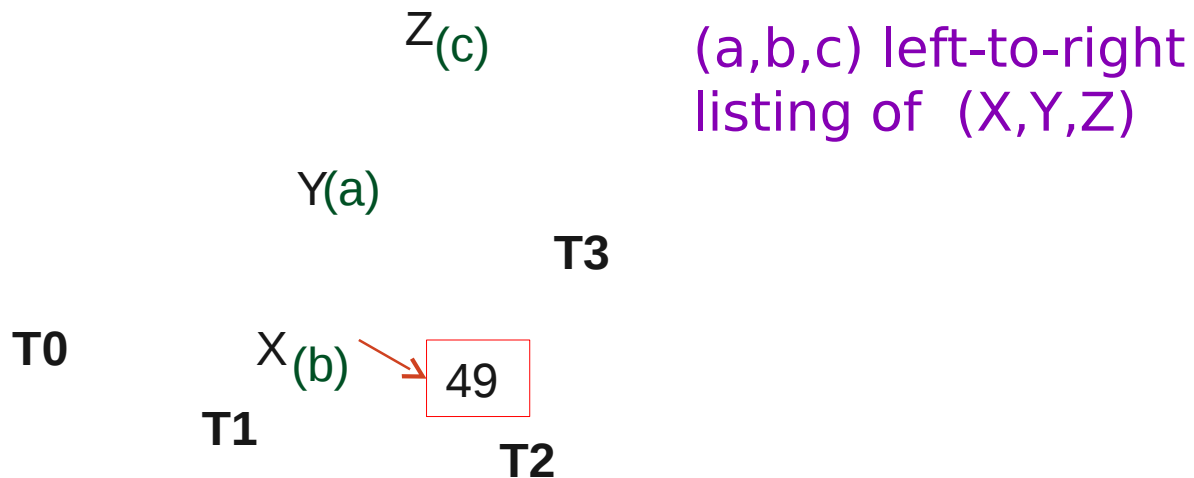 Z(c)
(a,b,c) left-to-right
listing of (X,Y,Z)
Y(a)
T3
T0
X(b)
49
T1
T2